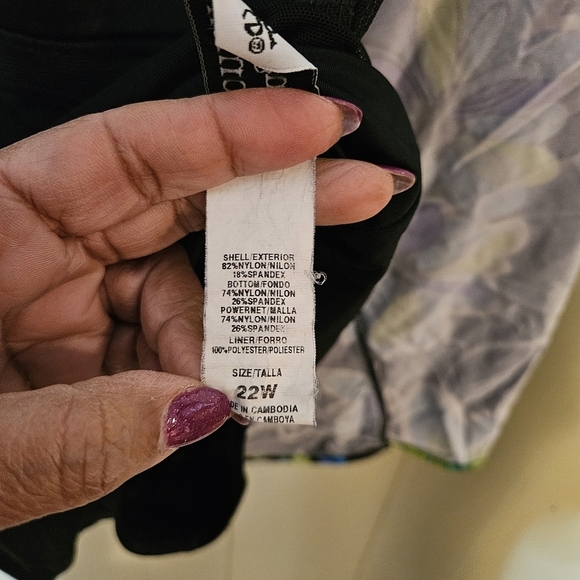 SHELL/EXTERIOR
82%NYLON/NILON
18%SPANDEX
BOTTOM/FONDO
74%NYLON/NILON
26%SPANDEX
POWERNET/MALLA
74%NYLON/NILON
26%SPANDEX
LINER/FORRO
100%POLYESTER/POLIESTER
SIZE/TALLA
22W
DE IN CAMBODIA
EN CAMBOYA